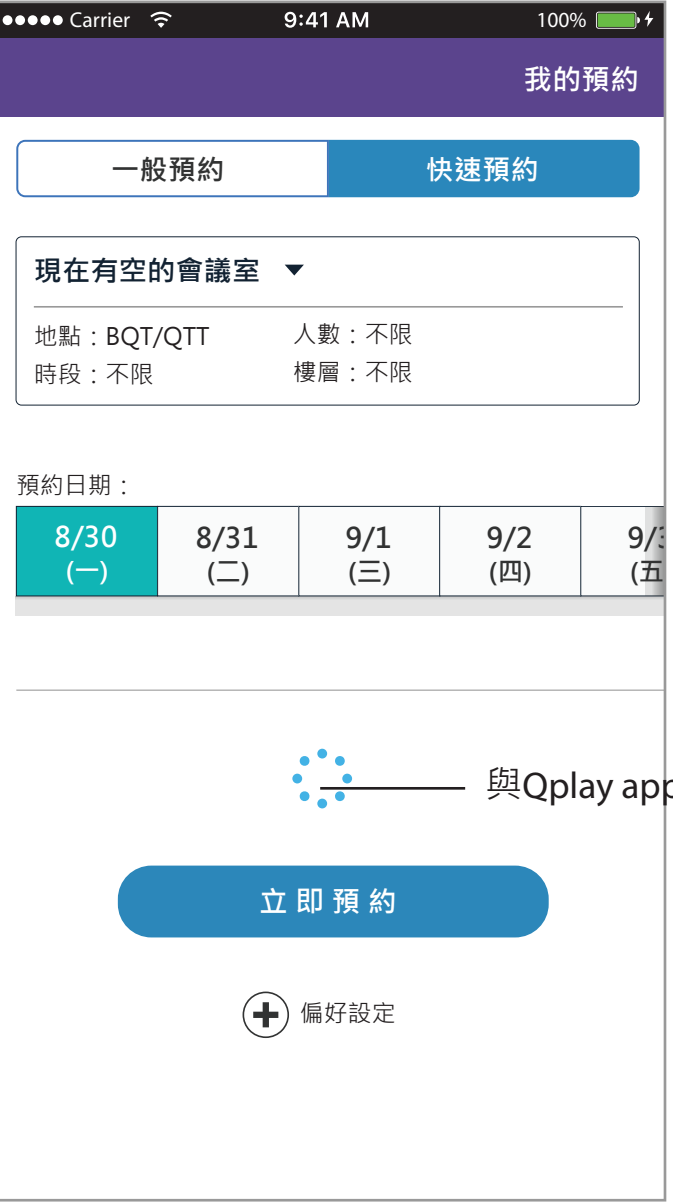 Carrier 9:41 AM 100%
我的預約
一般預約 快速預約
現在有空的會議室
地點：BQT/QTT 人數：不限
時段：不限 樓層：不限
預約日期：
8/30 8/31 9/1 9/2 9/3
(一) (二) (三) (四) (五
與Qplay app
立即預約
偏好設定